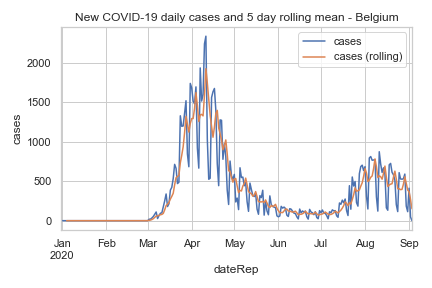 New COVID-19 daily cases and 5 day rolling mean - Belgium
cases
cases (rolling)
2000
1500
1000
500
0
cases
Jan Feb Mar Apr May Jun Jul Aug Sep
2020
dateRep